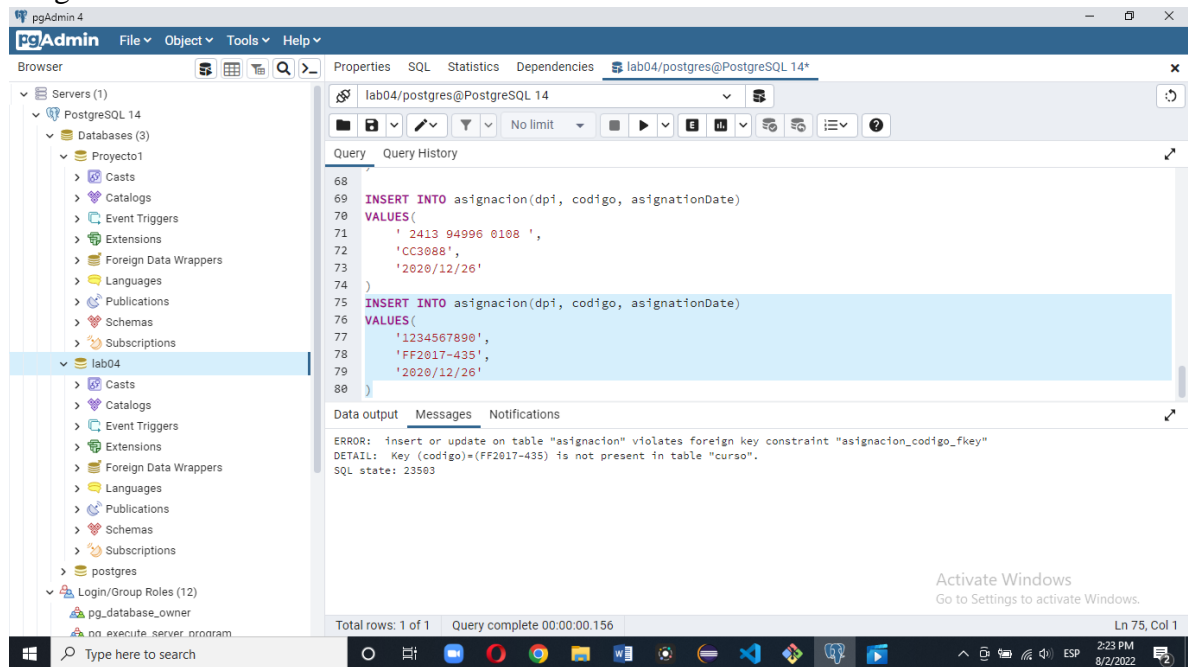 pgAdmin 4
pgAdmin File Object Tools Help
Browser
Properties SQL Statistics Dependencies lab04/postgres@PostgreSQL 14*
Servers (1)
PostgreSQL 14
Databases (3)
Proyecto1
Casts
Catalogs
Event Triggers
Extensions
Foreign Data Wrappers
Languages
Publications
Schemas
Subscriptions
lab04
Casts
Catalogs
Event Triggers
Extensions
Foreign Data Wrappers
Languages
Publications
Schemas
Subscriptions
postgres
Login/Group Roles (12)
pg_database_owner
pg_execute_server_program
lab04/postgres@PostgreSQL 14
No limit
Query Query History
68
69 INSERT INTO asignacion(dpi, codigo, asignationDate)
70 VALUES(
71 ' 2413 94996 0108 ',
72 'CC3088',
73 '2020/12/26'
74 )
75 INSERT INTO asignacion(dpi, codigo, asignationDate)
76 VALUES(
77 '1234567890',
78 'FF2017-435',
79 '2020/12/26'
80 )
Data output Messages Notifications
ERROR: insert or update on table "asignacion" violates foreign key constraint "asignacion_codigo_fkey"
DETAIL: Key (codigo)=(FF2017-435) is not present in table "curso".
SQL state: 23503
Activate Windows
Go to Settings to activate Windows.
Total rows: 1 of 1 Query complete 00:00:00.156 Ln 75, Col 1
Type here to search
ESP
2:23 PM
8/2/2022
2